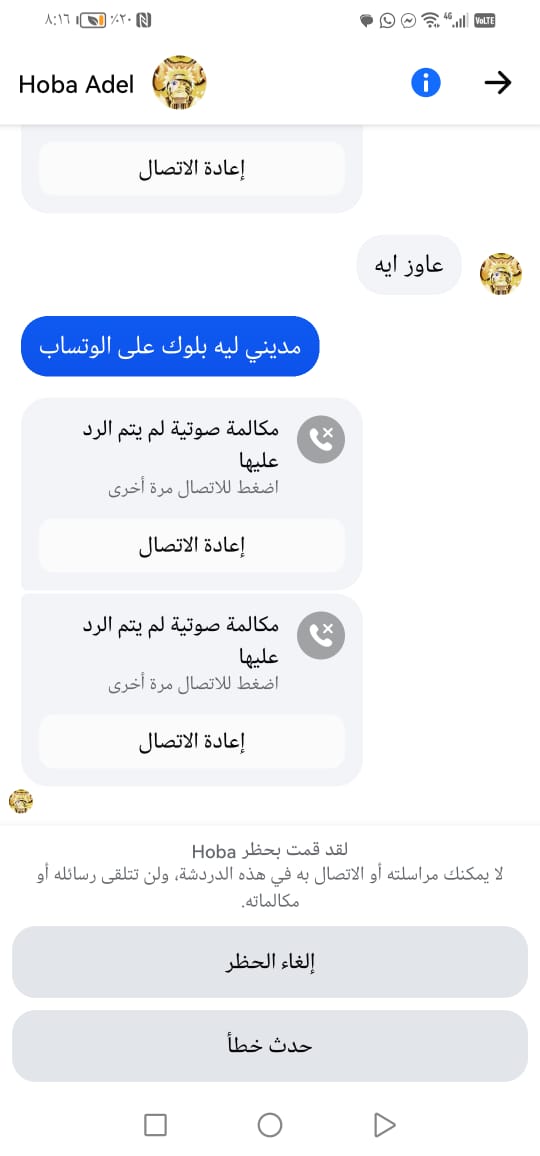 ٨:١٦ ٪٢٠
4G VoLTE
Hoba Adel
إعادة الاتصال
عاوز ايه
مديني ليه بلوك على الوتساب
مكالمة صوتية لم يتم الرد
عليها
اضغط للاتصال مرة أخرى
إعادة الاتصال
مكالمة صوتية لم يتم الرد
عليها
اضغط للاتصال مرة أخرى
إعادة الاتصال
لقد قمت بحظر Hoba
لا يمكنك مراسلته أو الاتصال به في هذه الدردشة، ولن تتلقى رسائله أو
مكالماته.
إلغاء الحظر
حدث خطأ